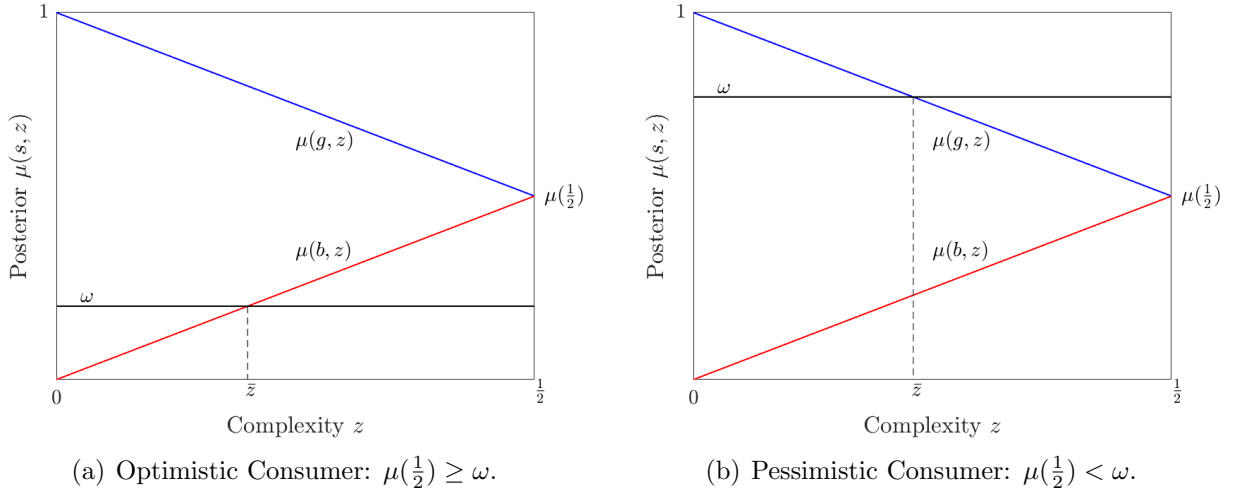 1
ω
μ(g, z)
μ(½)
μ(b, z)
ω
Posterior μ(s, z)
0
z̄
½
Complexity z
(a) Optimistic Consumer: μ(½) ≥ ω.
1
ω
μ(g, z)
μ(½)
μ(b, z)
Posterior μ(s, z)
0
z̄
½
Complexity z
(b) Pessimistic Consumer: μ(½) < ω.